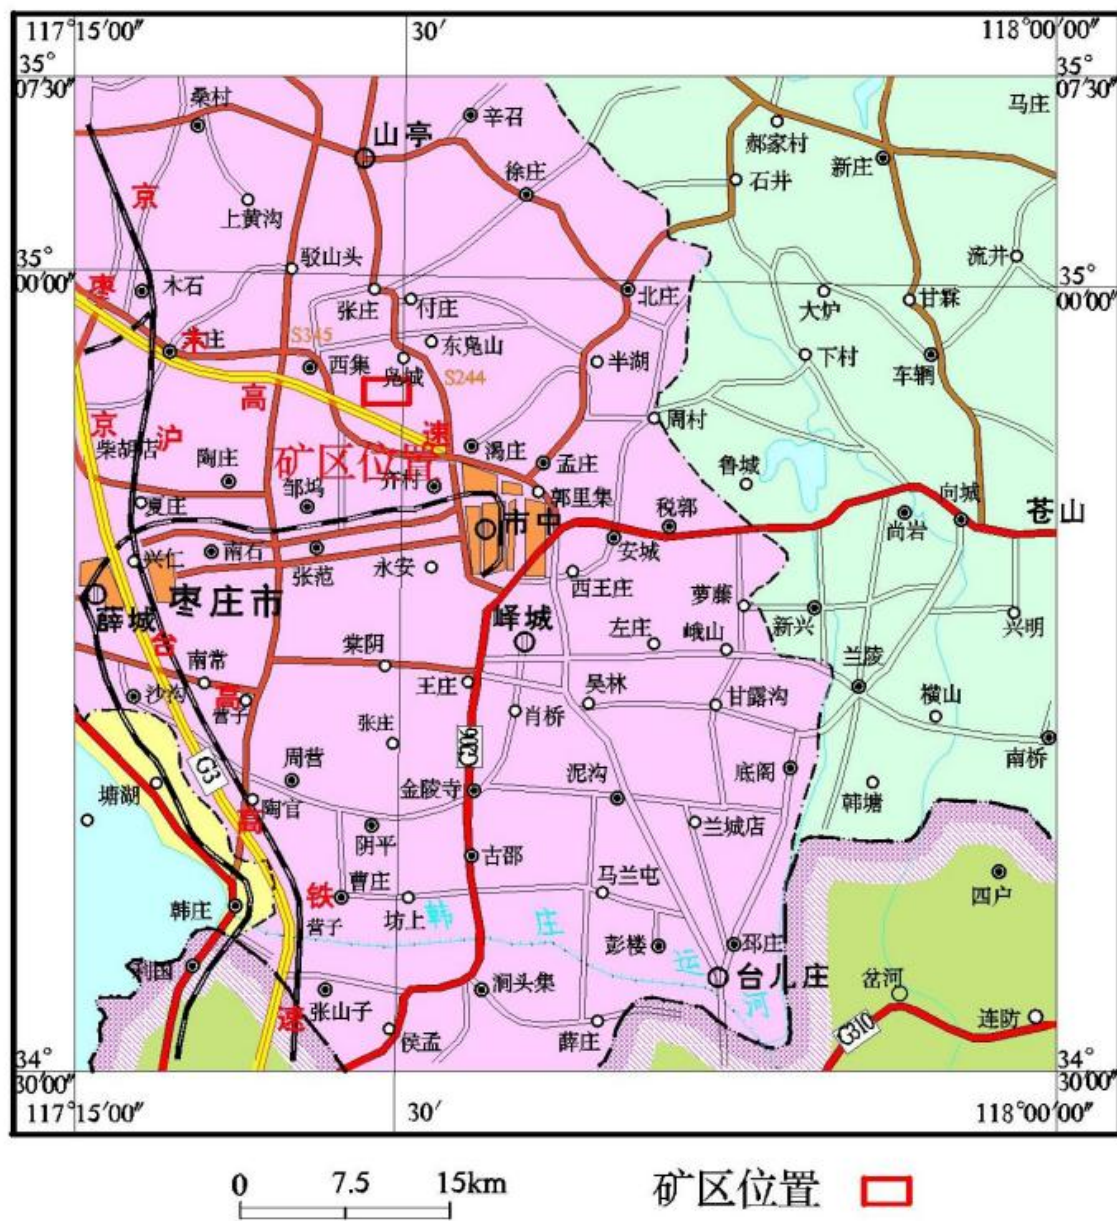 117°15′00″
30′
118°00′00″
35°
07′30″
35°
07′30″
桑村
辛召
马庄
山亭
郝家村
新庄
徐庄
石井
京
上黄沟
35°
00′00″
驳山头
流井
35°
00′00″
枣
木石
张庄
付庄
北庄
大炉
甘霖
S345
东凫山
木
庄
西集
凫城
S244
半湖
下村
车辋
高
京
沪
速
周村
柴胡店
陶庄
矿区位置
渴庄
孟庄
鲁城
邹坞
齐村
郭里集
夏庄
税郭
向城
苍山
市中
尚岩
兴仁
南石
张范
永安
安城
西王庄
薛城
枣庄市
峄城
萝藤
新兴
兴明
台
棠阴
左庄
峨山
兰陵
南常
王庄
沙沟
高
营子
吴林
甘露沟
横山
肖桥
张庄
G206
南桥
G3
周营
泥沟
底阁
塘湖
金陵寺
韩塘
陶官
高
阴平
兰城店
古邵
四户
铁
曹庄
马兰屯
韩庄
营子
坊上
韩
庄
彭楼
邳庄
运
利国
台儿庄
岔河
张山子
涧头集
河
速
侯孟
薛庄
G310
连防
34°
30′00″
34°
30′00″
117°15′00″
30′
118°00′00″
0 7.5 15km
矿区位置